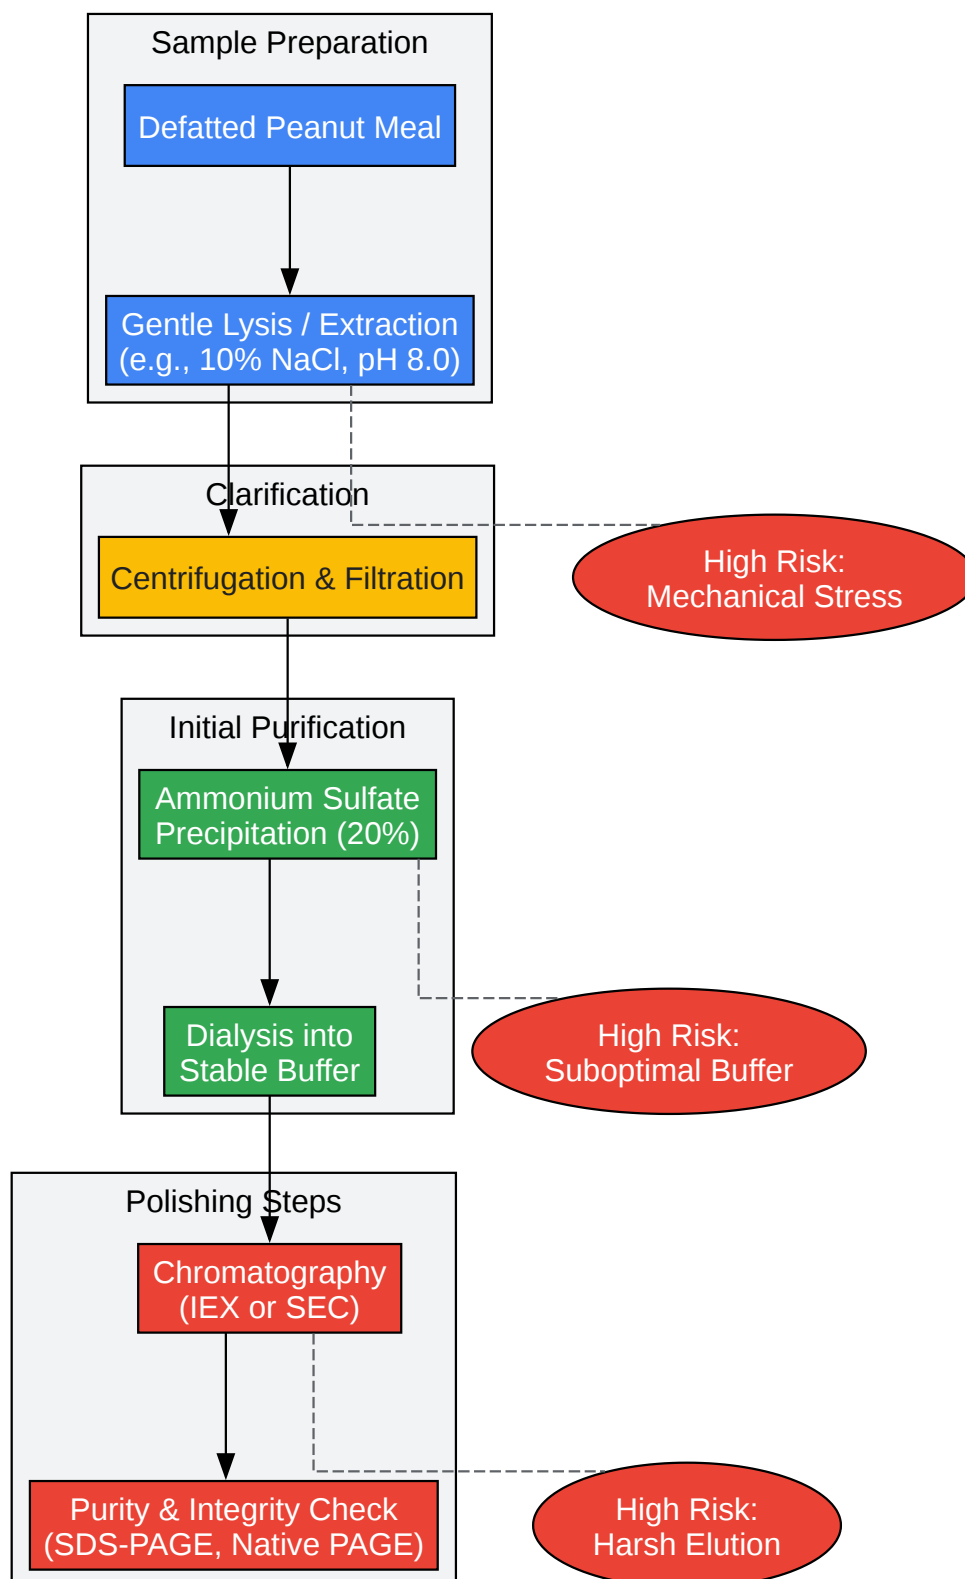 Sample Preparation
Defatted Peanut Meal
Gentle Lysis / Extraction
(e.g., 10% NaCl, pH 8.0)
Clarification
Centrifugation & Filtration
High Risk:
Mechanical Stress
Initial Purification
Ammonium Sulfate
Precipitation (20%)
Dialysis into
Stable Buffer
High Risk:
Suboptimal Buffer
Polishing Steps
Chromatography
(IEX or SEC)
Purity & Integrity Check
(SDS-PAGE, Native PAGE)
High Risk:
Harsh Elution